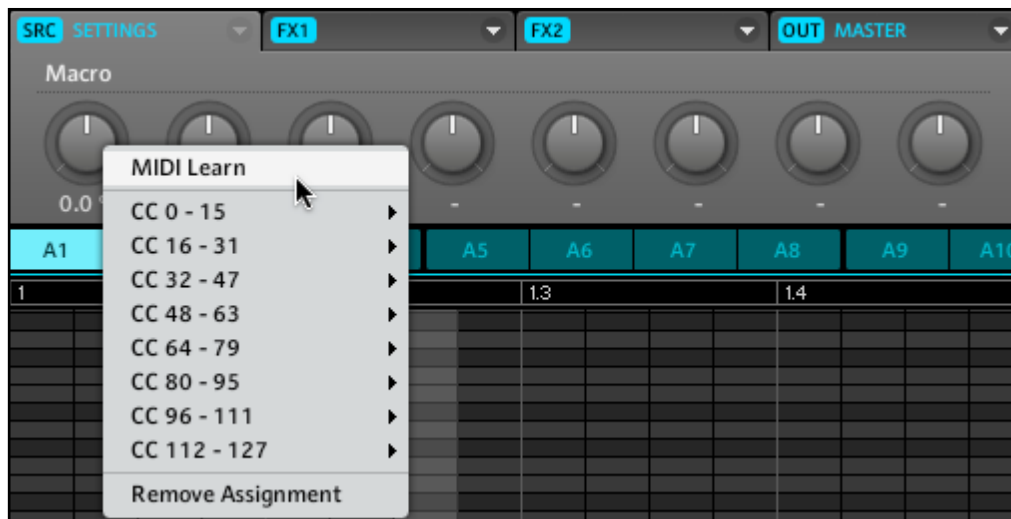 SRC SETTINGS FX1 FX2 OUT MASTER
Macro
0.0
- - - - -
MIDI Learn
CC 0 - 15
CC 16 - 31
CC 32 - 47
CC 48 - 63
CC 64 - 79
CC 80 - 95
CC 96 - 111
CC 112 - 127
Remove Assignment
A1 A5 A6 A7 A8 A9 A10
1 1.3 1.4